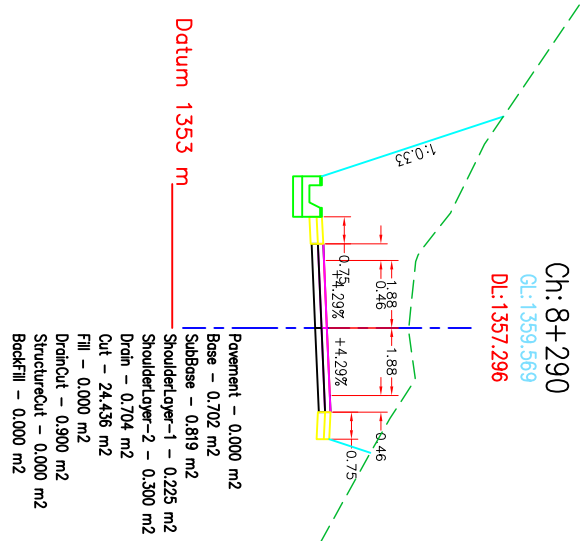 Ch: 8+290
GL:1359.569
DL:1357.296
1:0.33
0.75
0.46
1.88
+4.29%
1.88
+4.29%
0.46
0.75
Datum 1353 m
Pavement - 0.000 m2
Base - 0.702 m2
SubBase - 0.819 m2
ShoulderLayer-1 - 0.225 m2
ShoulderLayer-2 - 0.300 m2
Drain - 0.704 m2
Cut - 24.436 m2
Fill - 0.000 m2
DrainCut - 0.900 m2
StructureCut - 0.000 m2
BackFill - 0.000 m2